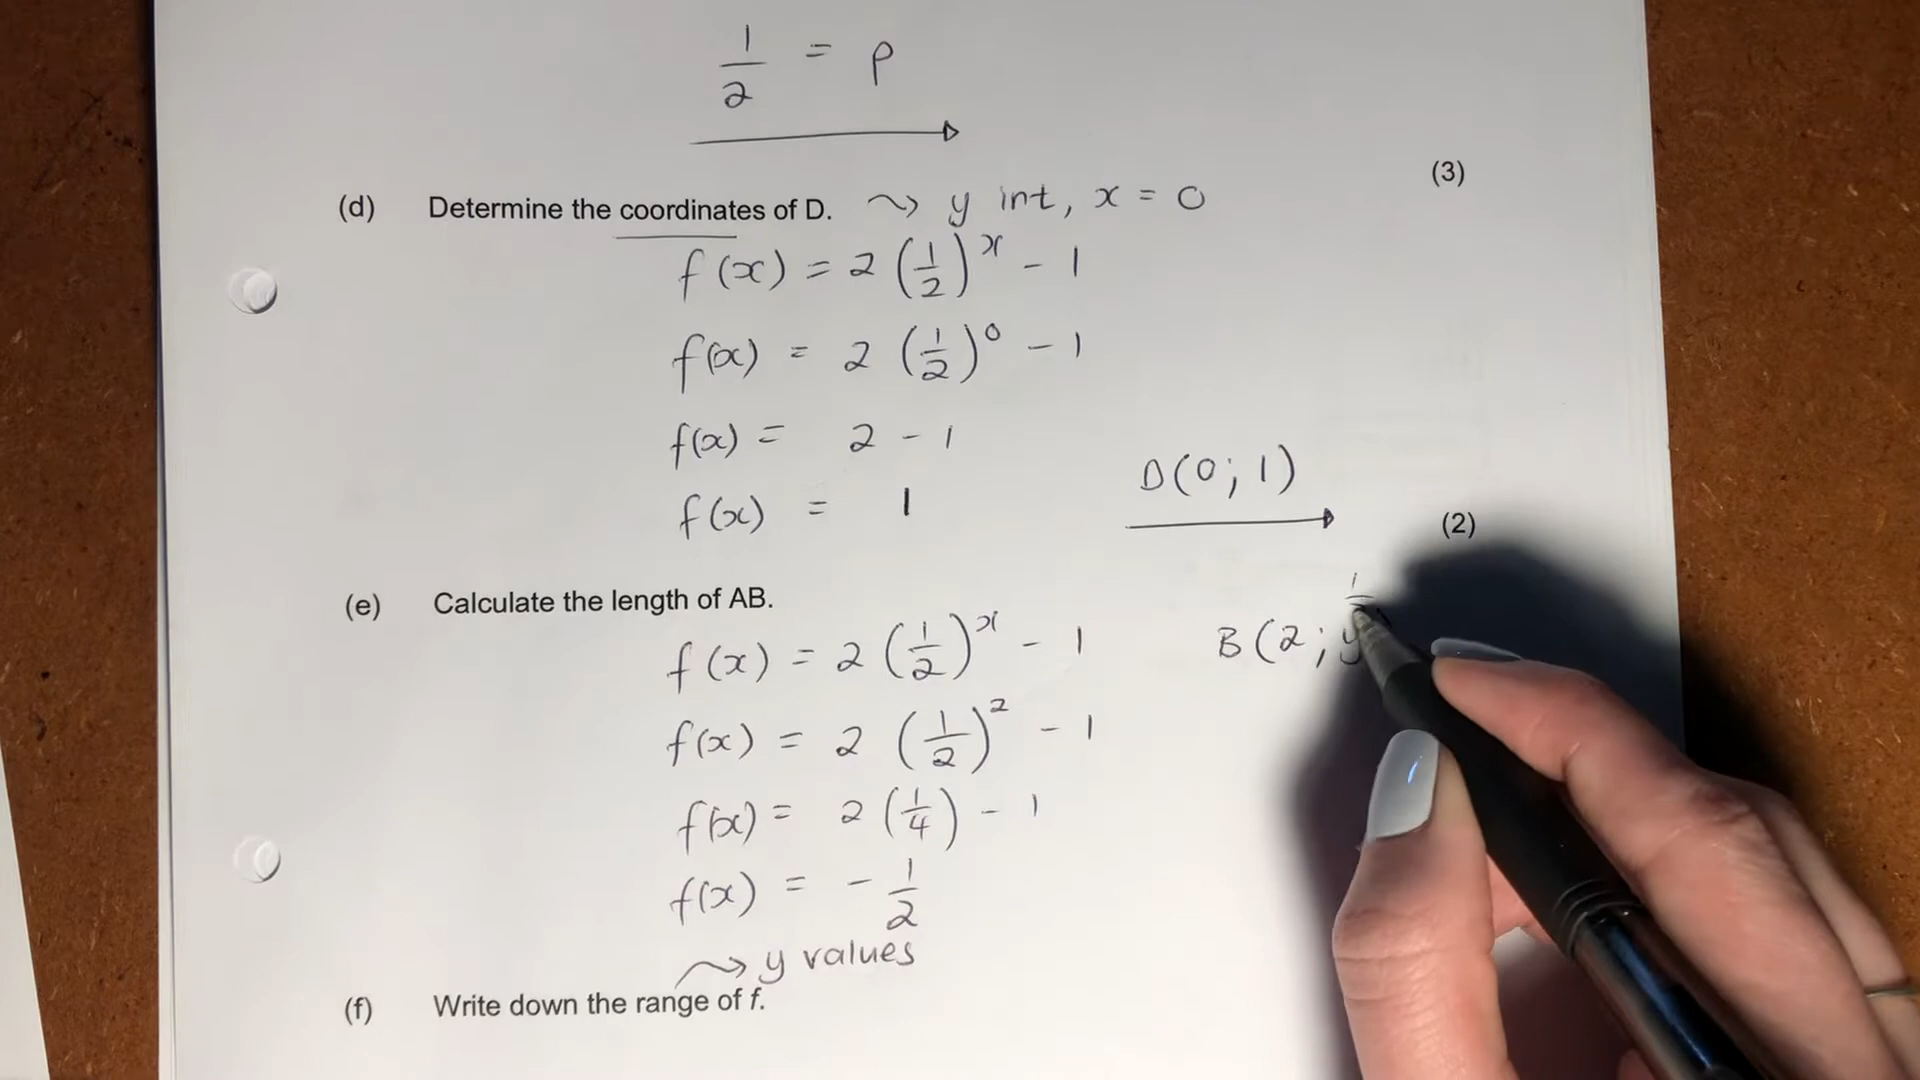 1/2 = p
(3)
(d) Determine the coordinates of D. ⤳ y int, x = 0
f(x) = 2(1/2)^x - 1
f(x) = 2(1/2)^0 - 1
f(x) = 2 - 1
D(0; 1)
f(x) = 1
(2)
(e) Calculate the length of AB.
f(x) = 2(1/2)^x - 1
B(2; y
f(x) = 2(1/2)^2 - 1
f(x) = 2(1/4) - 1
f(x) = - 1/2
⤳ y values
(f) Write down the range of f.